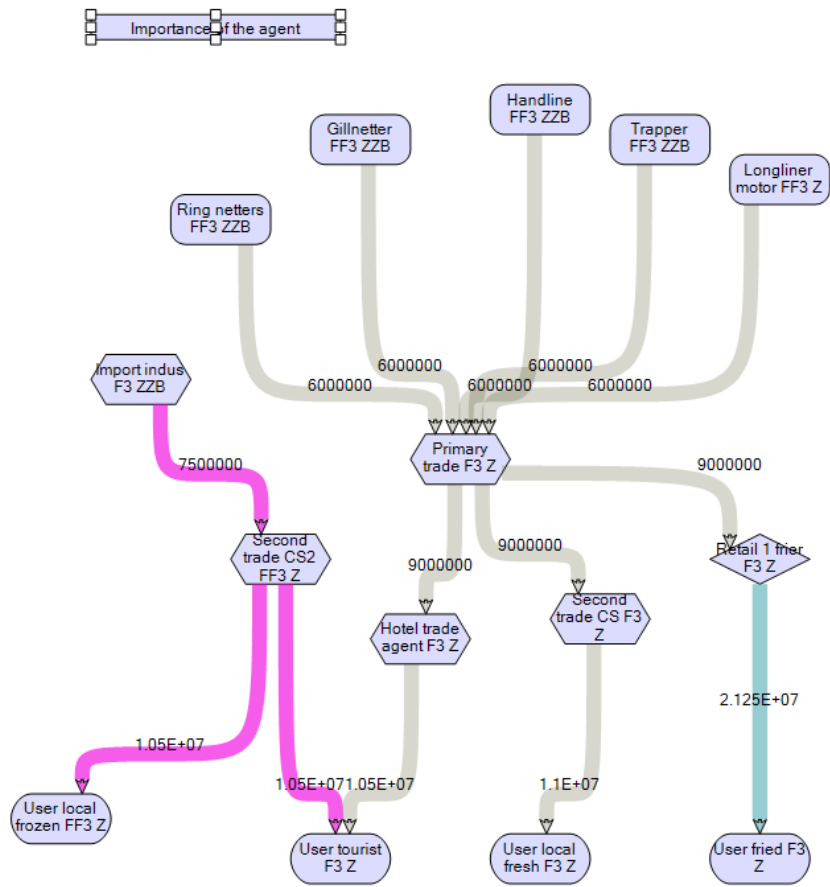 Importance of the agent
Handline
FF3 ZZB
Gillnetter
FF3 ZZB
Trapper
FF3 ZZB
Longliner
motor FF3 Z
Ring netters
FF3 ZZB
Import indus
F3 ZZB
6000000
6000000
6000000
6000000
6000000
Primary
trade F3 Z
7500000
9000000
9000000
9000000
Second
trade CS2
FF3 Z
Retail 1 frier
F3 Z
Hotel trade
agent F3 Z
Second
trade CS F3
Z
1.05E+07
1.05E+07
1.05E+07
1.1E+07
2.125E+07
User local
frozen FF3 Z
User tourist
F3 Z
User local
fresh F3 Z
User fried F3
Z